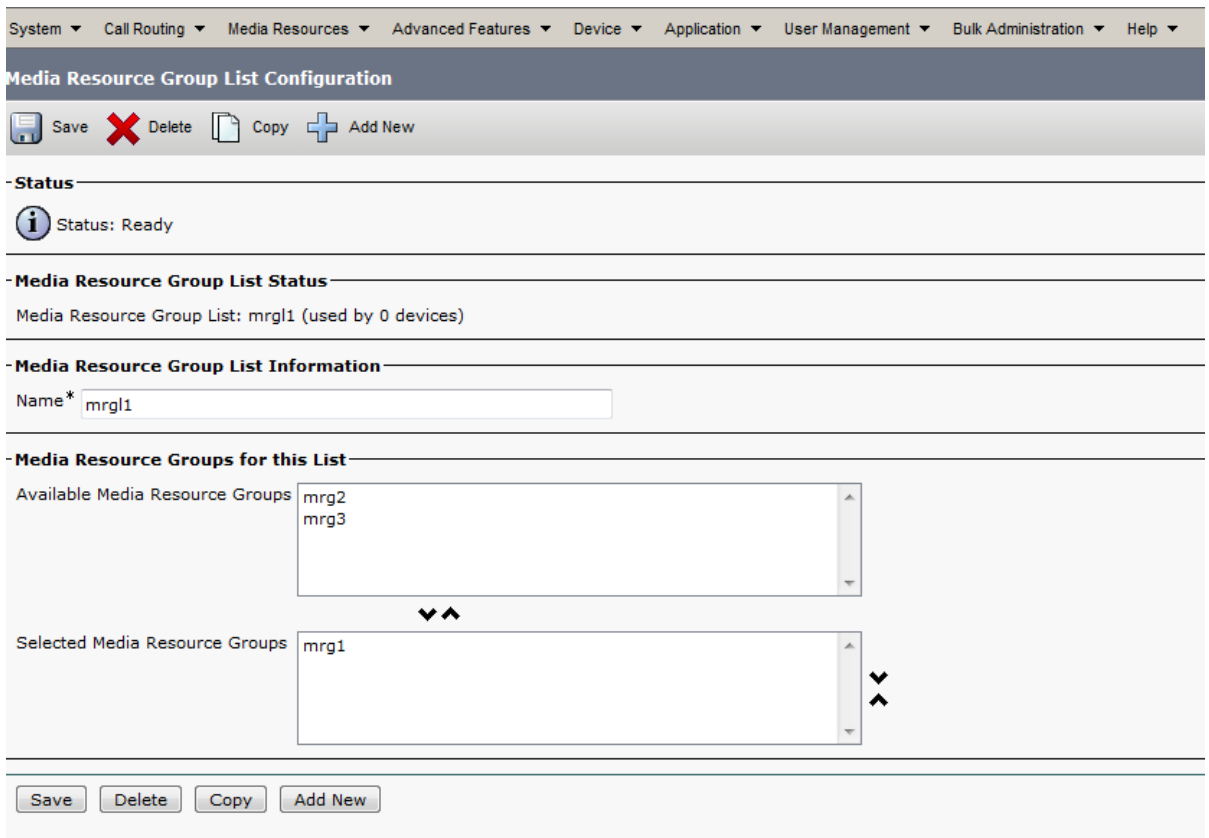 System Call Routing Media Resources Advanced Features Device Application User Management Bulk Administration Help
Media Resource Group List Configuration
Save Delete Copy Add New
Status
i Status: Ready
Media Resource Group List Status
Media Resource Group List: mrgl1 (used by 0 devices)
Media Resource Group List Information
Name* mrgl1
Media Resource Groups for this List
Available Media Resource Groups mrg2
mrg3
Selected Media Resource Groups mrg1
Save Delete Copy Add New